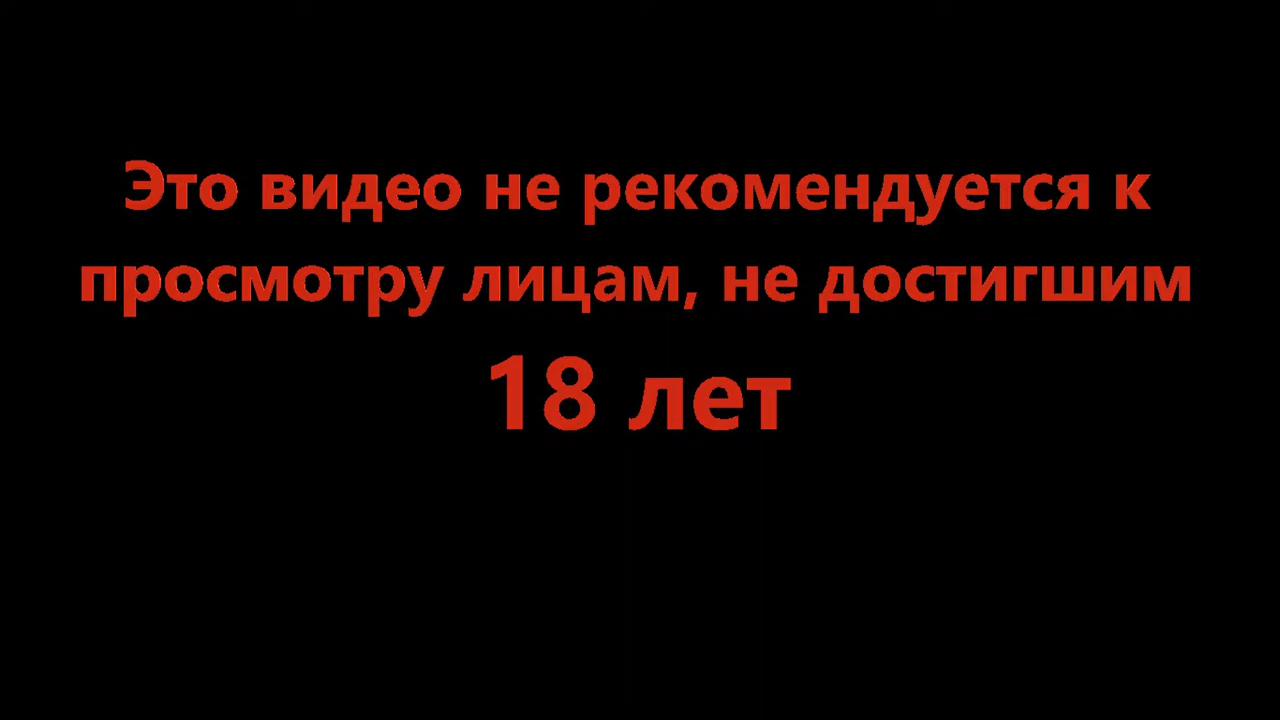 Это видео не рекомендуется к
просмотру лицам, не достигшим
18 лет